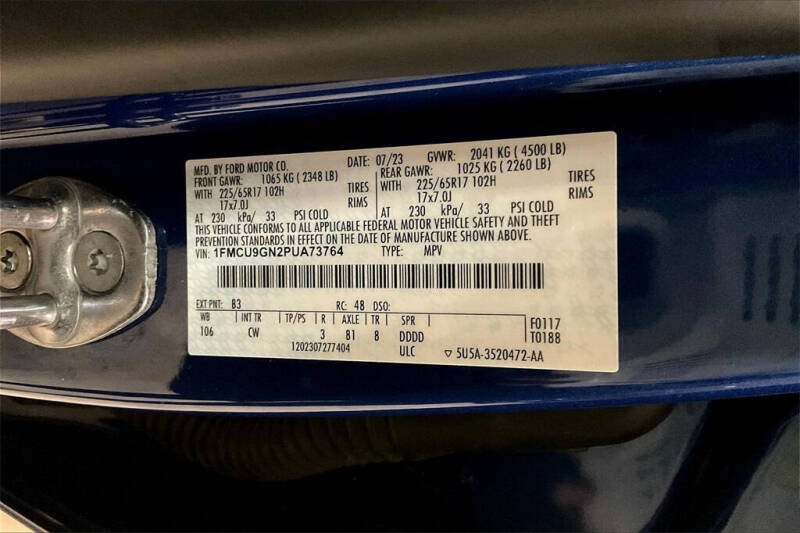 MFD. BY FORD MOTOR CO. DATE: 07/23 GVWR: 2041 KG ( 4500 LB)
FRONT GAWR: 1065 KG ( 2348 LB) REAR GAWR: 1025 KG ( 2260 LB)
WITH 225/65R17 102H TIRES WITH 225/65R17 102H TIRES
17x7.0J RIMS 17x7.0J RIMS
AT 230 kPa/ 33 PSI COLD AT 230 kPa/ 33 PSI COLD
CONFORMS TO ALL APPLICABLE FEDERAL MOTOR VEHICLE SAFETY AND THEFT
PREVENTION STANDARDS IN EFFECT ON THE DATE OF MANUFACTURE SHOWN ABOVE.
VIN: 1FMCU9GN2PUA73764 TYPE: MPV
EXT PNT: B3 RC: 48 DSO:
WB INT TR TP/PS R AXLE TR SPR F0117
106 CW 3 81 8 DDDD T0188
1202307277404 ULC ▽ 5U5A-3520472-AA